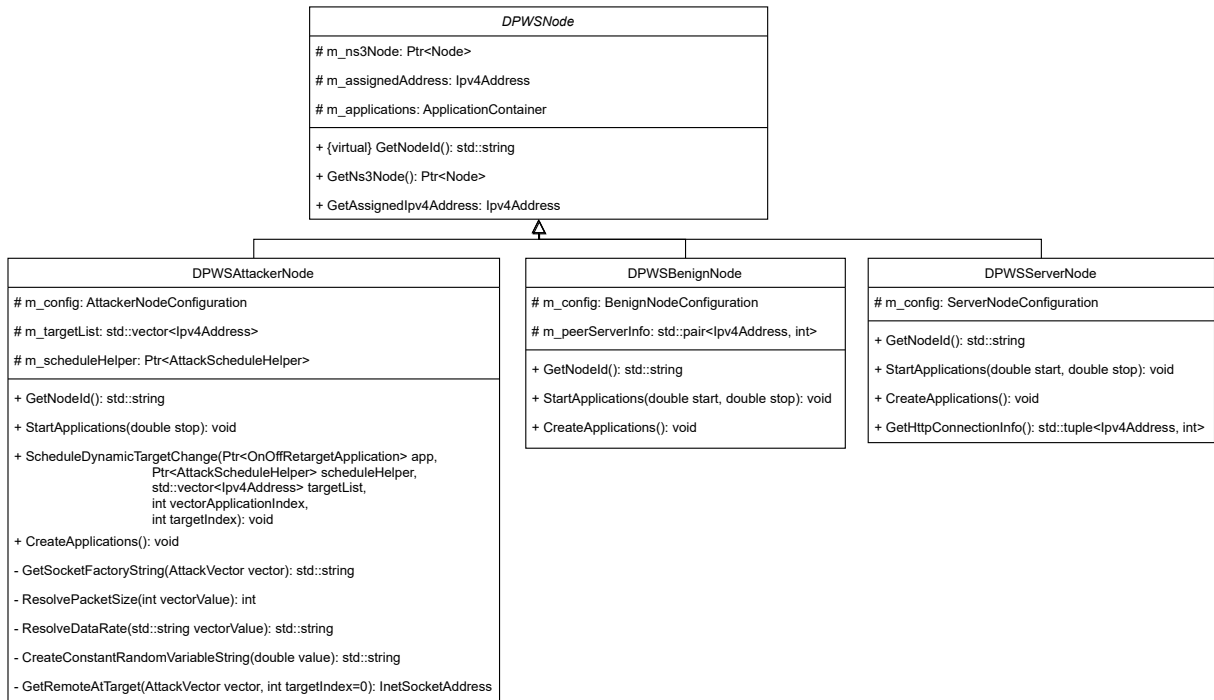 DPWSNode
# m_ns3Node: Ptr<Node>
# m_assignedAddress: Ipv4Address
# m_applications: ApplicationContainer
+ {virtual} GetNodeId(): std::string
+ GetNs3Node(): Ptr<Node>
+ GetAssignedIpv4Address: Ipv4Address
DPWSAttackerNode
# m_config: AttackerNodeConfiguration
# m_targetList: std::vector<Ipv4Address>
# m_scheduleHelper: Ptr<AttackScheduleHelper>
+ GetNodeId(): std::string
+ StartApplications(double stop): void
+ ScheduleDynamicTargetChange(Ptr<OnOffRetargetApplication> app,
Ptr<AttackScheduleHelper> scheduleHelper,
std::vector<Ipv4Address> targetList,
int vectorApplicationIndex,
int targetIndex): void
+ CreateApplications(): void
- GetSocketFactoryString(AttackVector vector): std::string
- ResolvePacketSize(int vectorValue): int
- ResolveDataRate(std::string vectorValue): std::string
- CreateConstantRandomVariableString(double value): std::string
- GetRemoteAtTarget(AttackVector vector, int targetIndex=0): InetSocketAddress
DPWSBenignNode
# m_config: BenignNodeConfiguration
# m_peerServerInfo: std::pair<Ipv4Address, int>
+ GetNodeId(): std::string
+ StartApplications(double start, double stop): void
+ CreateApplications(): void
DPWSServerNode
# m_config: ServerNodeConfiguration
+ GetNodeId(): std::string
+ StartApplications(double start, double stop): void
+ CreateApplications(): void
+ GetHttpConnectionInfo(): std::tuple<Ipv4Address, int>